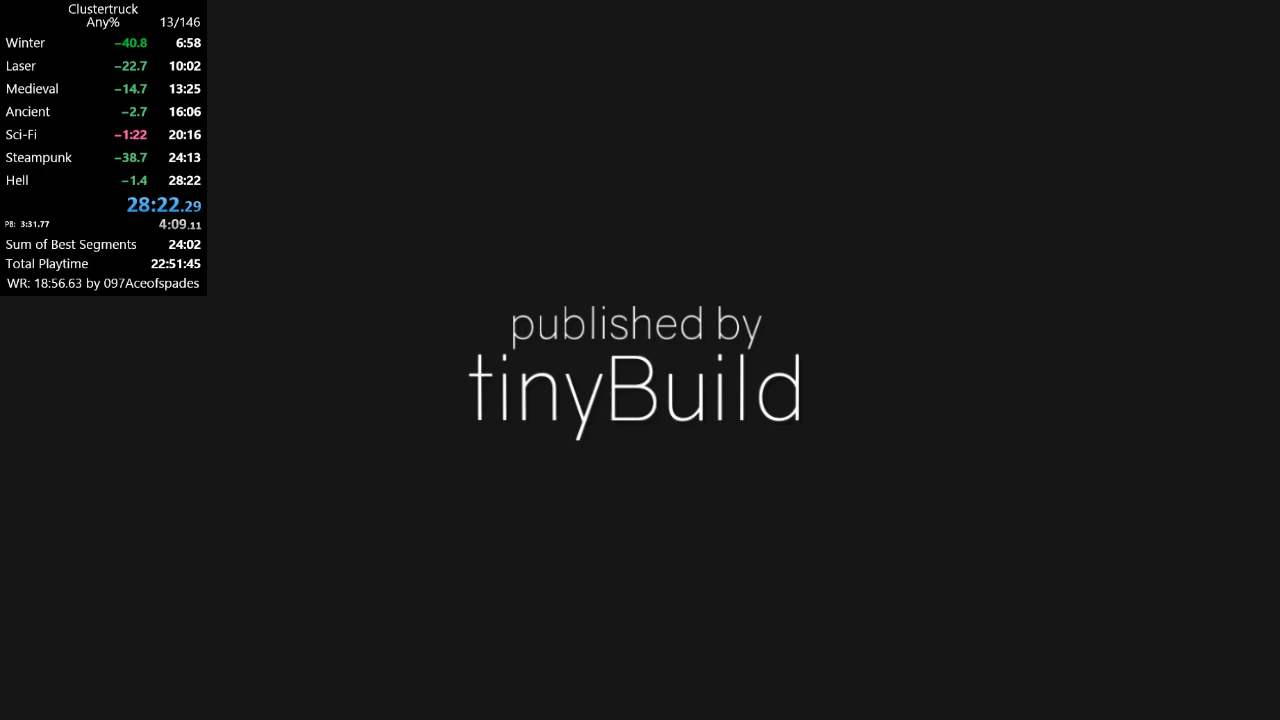 Clustertruck
Any% 13/146
Winter −40.8 6:58
Laser −22.7 10:02
Medieval −14.7 13:25
Ancient −2.7 16:06
Sci-Fi −1:22 20:16
Steampunk −38.7 24:13
Hell −1.4 28:22
28:22.29
PB: 3:31.77 4:09.11
Sum of Best Segments 24:02
Total Playtime 22:51:45
WR: 18:56.63 by 097Aceofspades
published by
tinyBuild